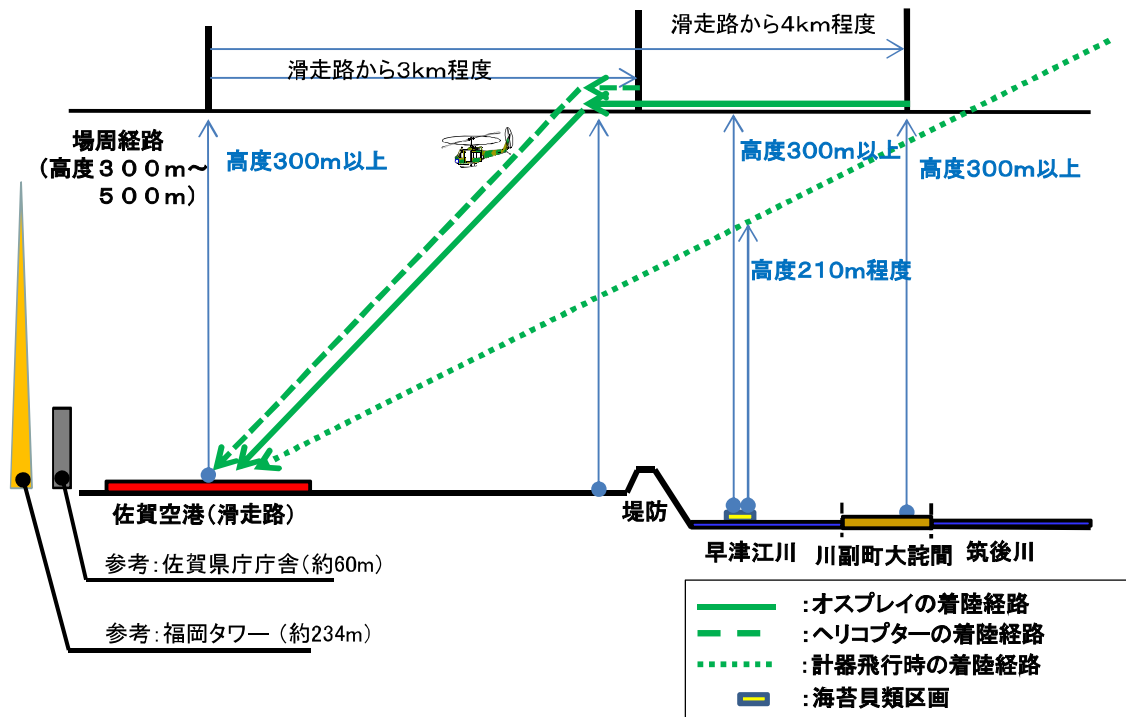 滑走路から4km程度
滑走路から3km程度
場周経路
(高度300m~
500m)
高度300m以上
高度300m以上
高度300m以上
高度210m程度
佐賀空港(滑走路)
堤防
早津江川
川副町大詫間
筑後川
参考:佐賀県庁庁舎(約60m)
参考:福岡タワー (約234m)
:オスプレイの着陸経路
:ヘリコプターの着陸経路
:計器飛行時の着陸経路
:海苔貝類区画